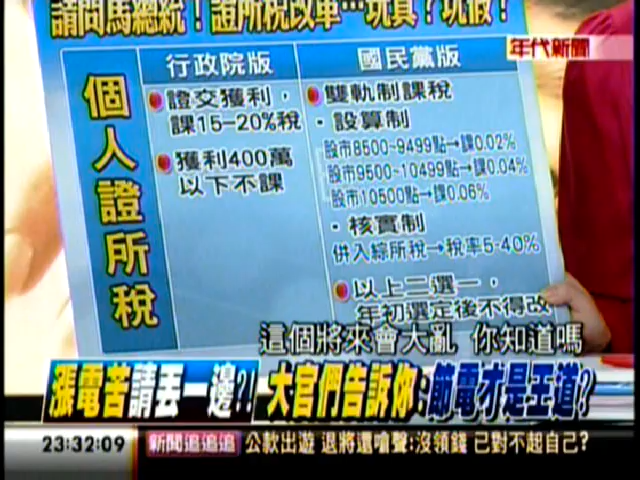 請問馬總統！證所稅改革…玩真？玩假？
年代新聞
個人證所稅
行政院版
證交獲利，
課15-20%稅
獲利400萬
以下不課
國民黨版
雙軌制課稅
·設算制
股市8500~9499點→課0.02%
股市9500~10499點→課0.04%
股市10500點→課0.06%
·核實制
併入綜所稅→稅率5-40%
以上二選一，
年初選定後不得改
這個將來會大亂 你知道嗎
漲電苦請丟一邊?! 大官們告訴你:節電才是王道?
23:32:09 新聞追追追 公款出遊 退將還嗆聲:沒領錢 已對不起自己?